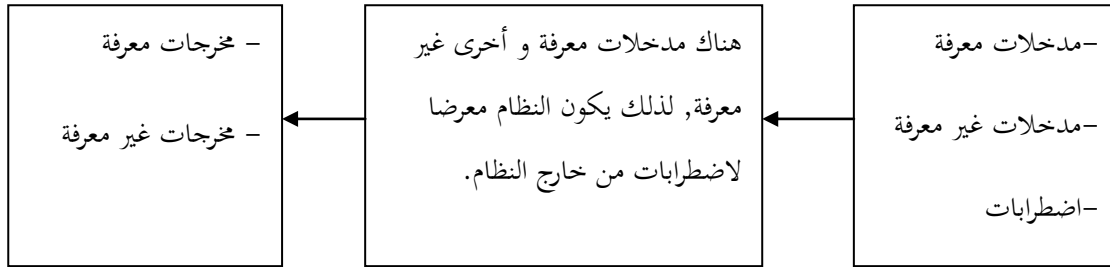 -مدخلات معرفة
-مدخلات غير معرفة
-اضطرابات
هناك مدخلات معرفة و أخرى غير
معرفة, لذلك يكون النظام معرضا
لاضطرابات من خارج النظام.
- مخرجات معرفة
- مخرجات غير معرفة